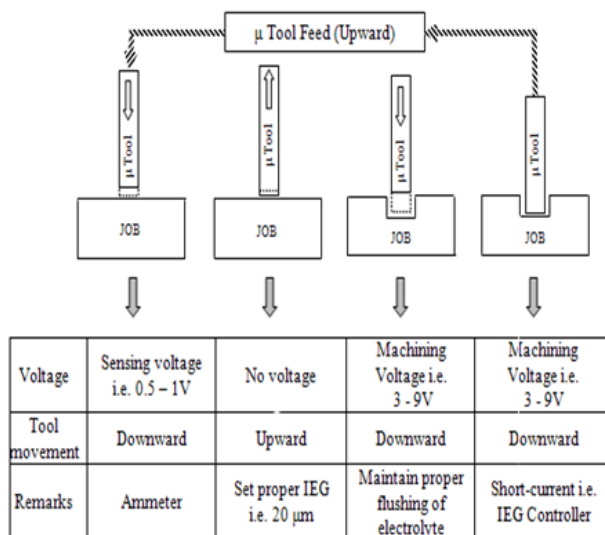 μ Tool Feed (Upward)
μ Tool
μ Tool
μ Tool
μ Tool
JOB
JOB
JOB
JOB
Voltage
Sensing voltage
i.e. 0.5 – 1V
No voltage
Machining
Voltage i.e.
3 - 9V
Machining
Voltage i.e.
3 -9V
Tool
movement
Downward
Upward
Downward
Downward
Remarks
Ammeter
Set proper IEG
i.e. 20 μm
Maintain proper
flushing of
electrolyte
Short-current i.e.
IEG Controller